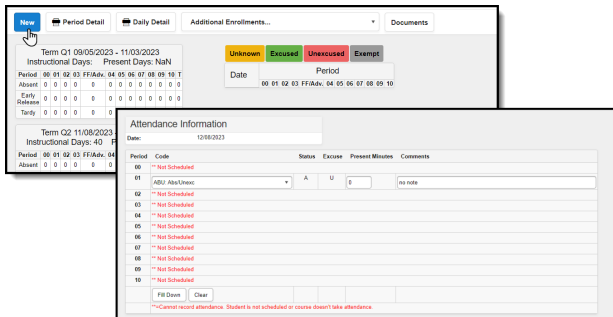 New Period Detail Daily Detail Additional Enrollments... Documents
Term Q1 09/05/2023 - 11/03/2023
Instructional Days: Present Days: NaN
Period 00 01 02 03 FF/Adv. 04 05 06 07 08 09 10 T
Absent 0 0 0 0 0 0 0 0 0 0 0 0 0
Early Release 0 0 0 0 0 0 0 0 0 0 0 0 0
Tardy 0 0 0 0 0 0 0 0 0 0 0 0 0
Unknown Excused Unexcused Exempt
Date Period
00 01 02 03 FF/Adv. 04 05 06 07 08 09 10
Term Q2 11/08/2023
Instructional Days: 40
Period 00 01 02 03 FF/Adv. 04
Absent 0 0 0 0 0 0
Attendance Information
Date: 12/08/2023
Period Code Status Excuse Present Minutes Comments
00 ** Not Scheduled
01 ABU: Abs/Unexc A U 0 no note
02 ** Not Scheduled
03 ** Not Scheduled
04 ** Not Scheduled
05 ** Not Scheduled
06 ** Not Scheduled
07 ** Not Scheduled
08 ** Not Scheduled
09 ** Not Scheduled
10 ** Not Scheduled
Fill Down Clear
**=Cannot record attendance. Student is not scheduled or course doesn't take attendance.